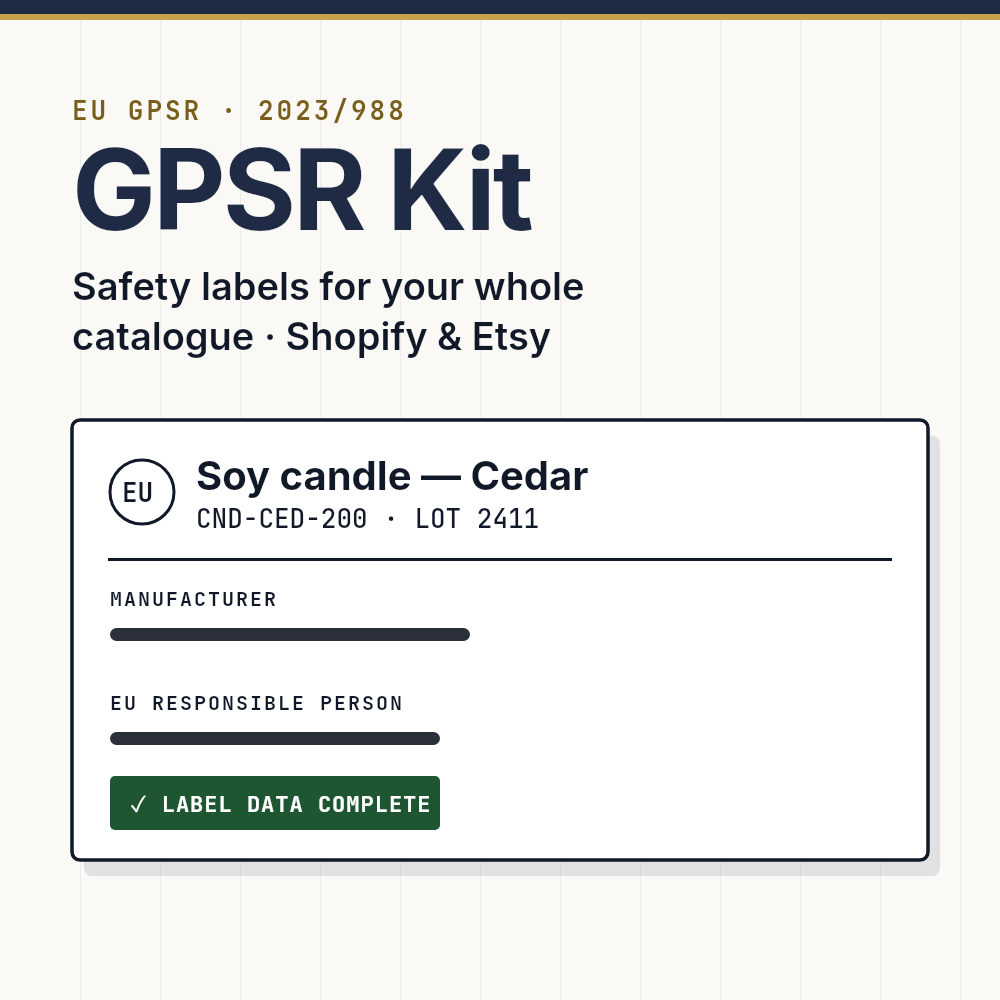 EU GPSR · 2023/988
GPSR Kit
Safety labels for your whole
catalogue · Shopify & Etsy
EU
Soy candle — Cedar
CND-CED-200 · LOT 2411
MANUFACTURER
EU RESPONSIBLE PERSON
✓ LABEL DATA COMPLETE